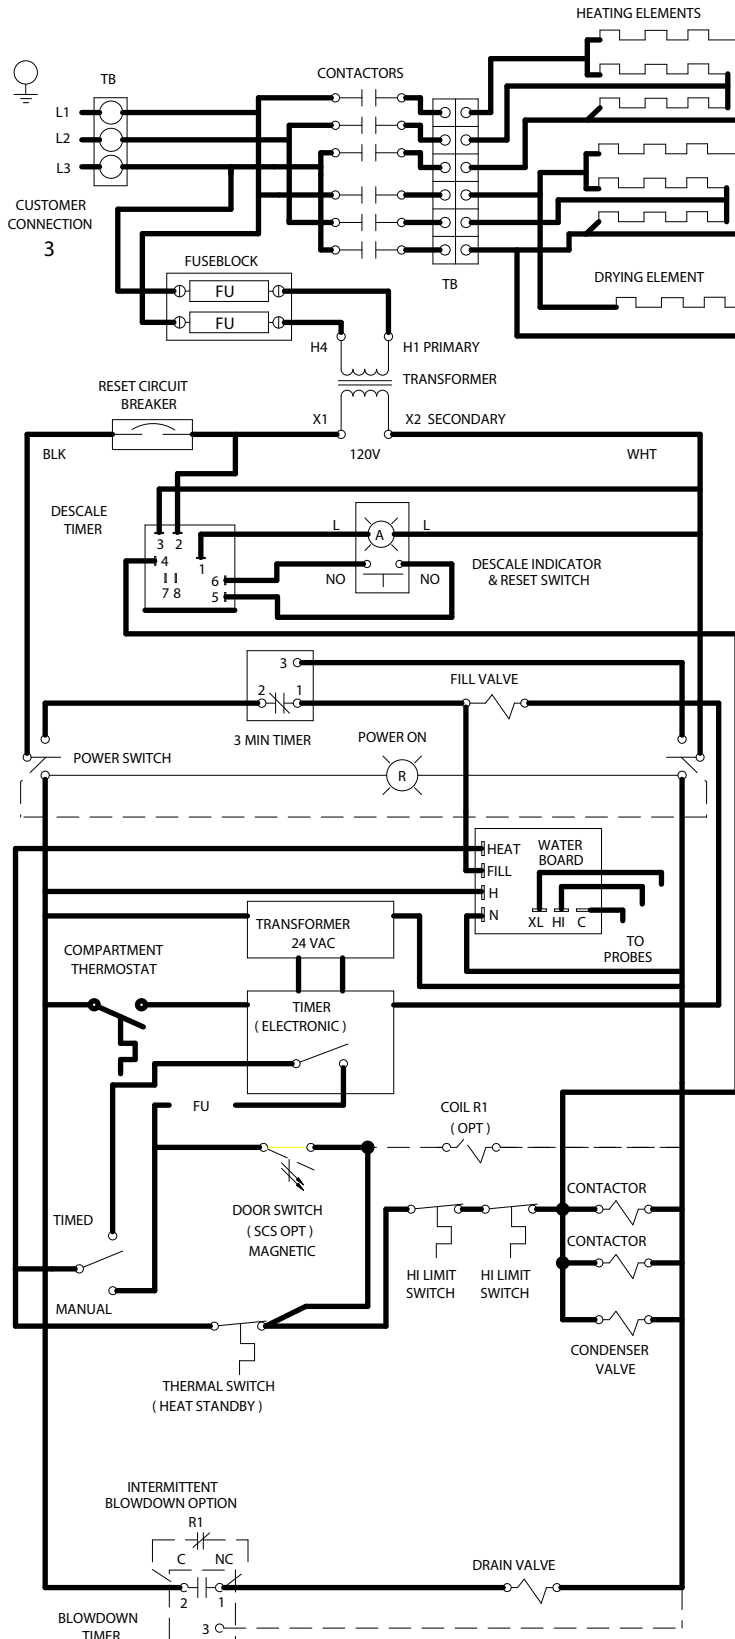 HEATING ELEMENTS
TB
CONTACTORS
L1
L2
L3
CUSTOMER
CONNECTION
3
FUSEBLOCK
FU
FU
TB
DRYING ELEMENT
H4
H1 PRIMARY
TRANSFORMER
RESET CIRCUIT
BREAKER
X1
X2 SECONDARY
BLK
120V
WHT
DESCALE
TIMER
3 2
4
1
7 8
6
5
L
A
L
NO
NO
DESCALE INDICATOR
& RESET SWITCH
3
2
1
3 MIN TIMER
FILL VALVE
POWER SWITCH
POWER ON
R
HEAT
FILL
H
N
WATER
BOARD
XL HI C
TO
PROBES
TRANSFORMER
24 VAC
COMPARTMENT
THERMOSTAT
TIMER
( ELECTRONIC )
FU
COIL R1
( OPT )
DOOR SWITCH
( SCS OPT )
MAGNETIC
TIMED
MANUAL
CONTACTOR
CONTACTOR
HI LIMIT
SWITCH
HI LIMIT
SWITCH
CONDENSER
VALVE
THERMAL SWITCH
( HEAT STANDBY )
INTERMITTENT
BLOWDOWN OPTION
R1
C
NC
2
1
DRAIN VALVE
BLOWDOWN
TIMER
3